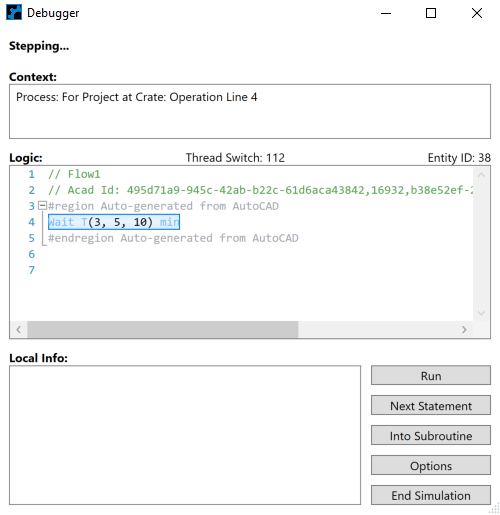 Debugger
Stepping...
Context:
Process: For Project at Crate: Operation Line 4
Logic: Thread Switch: 112 Entity ID: 38
1 // Flow1
2 // Acad Id: 495d71a9-945c-42ab-b22c-61d6aca43842,16932,b38e52ef-2
3 #region Auto-generated from AutoCAD
4 Wait T(3, 5, 10) min
5 #endregion Auto-generated from AutoCAD
6
7
Local Info:
Run
Next Statement
Into Subroutine
Options
End Simulation